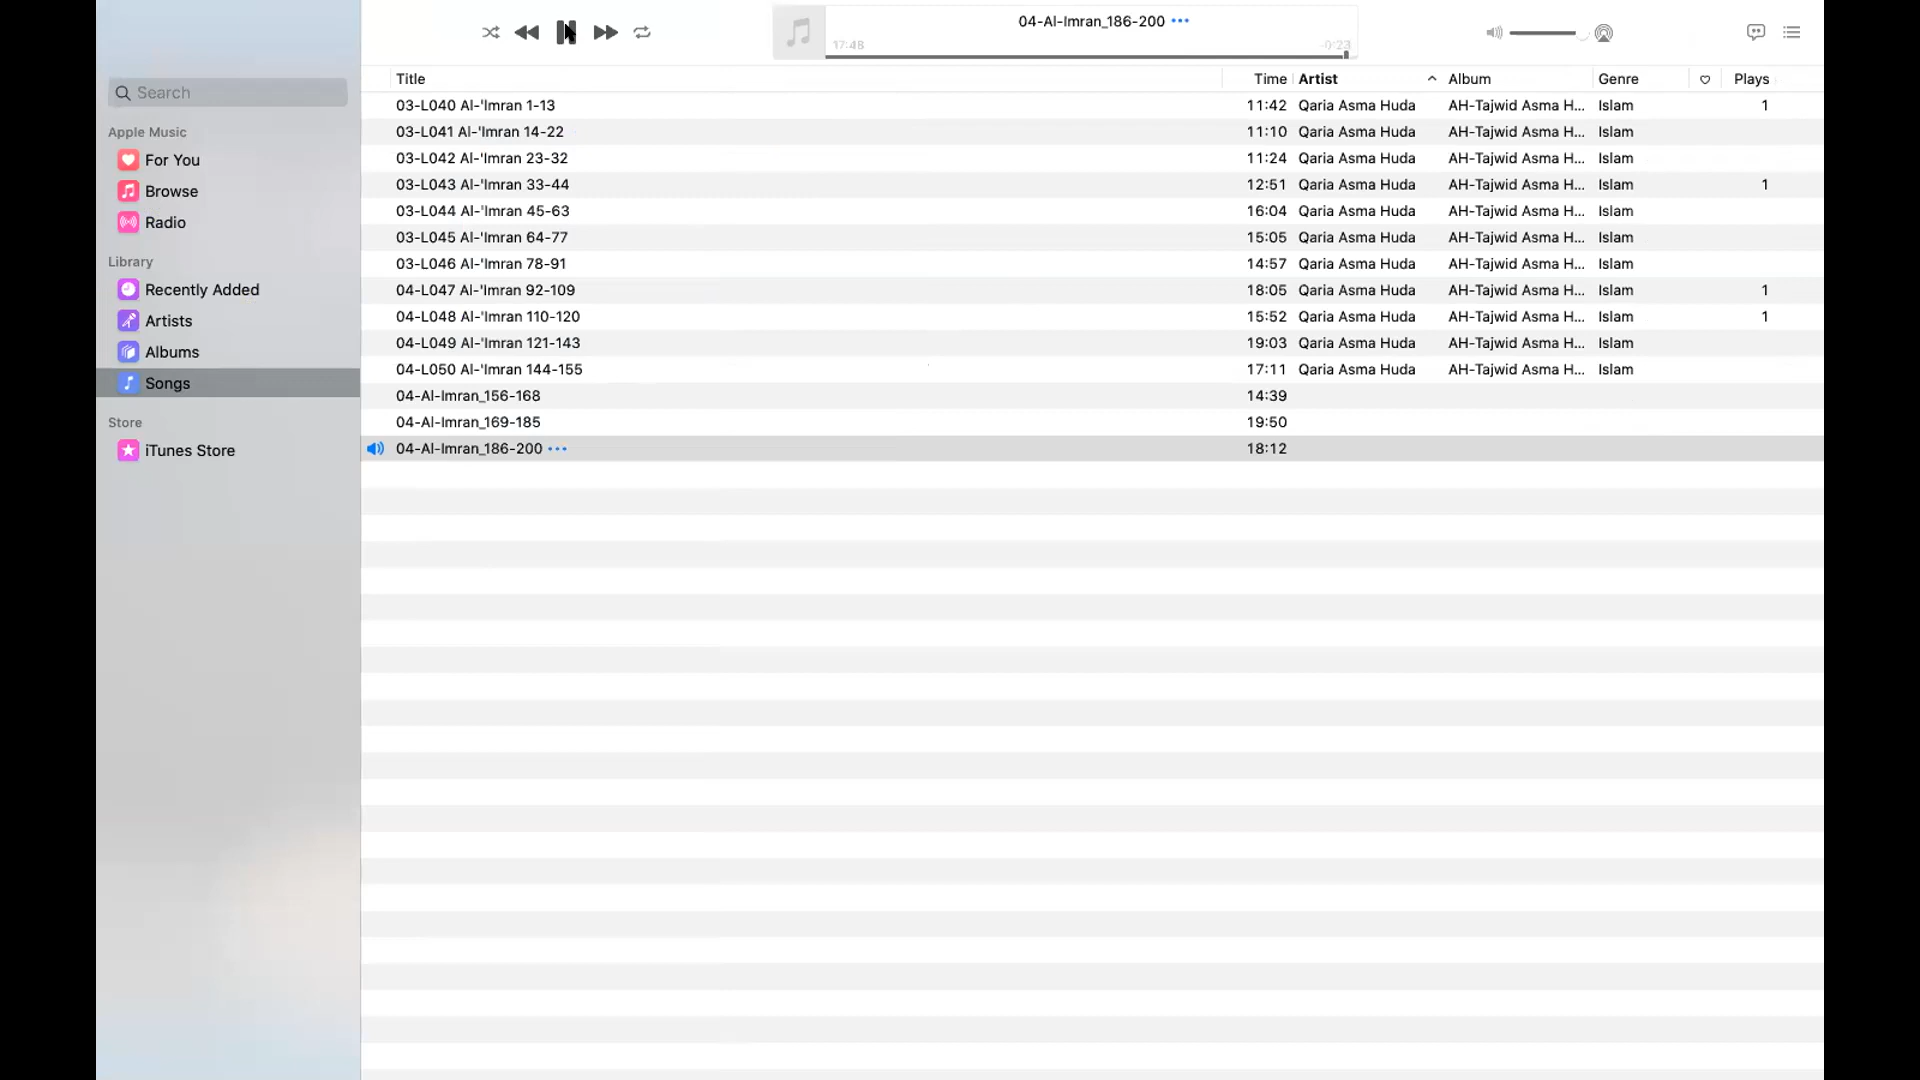 04-Al-Imran_186-200 •••
17:48 -0:23
Search
Apple Music
For You
Browse
Radio
Library
Recently Added
Artists
Albums
Songs
Store
iTunes Store
Title Time Artist Album Genre Plays
03-L040 Al-'Imran 1-13 11:42 Qaria Asma Huda AH-Tajwid Asma H... Islam 1
03-L041 Al-'Imran 14-22 11:10 Qaria Asma Huda AH-Tajwid Asma H... Islam
03-L042 Al-'Imran 23-32 11:24 Qaria Asma Huda AH-Tajwid Asma H... Islam
03-L043 Al-'Imran 33-44 12:51 Qaria Asma Huda AH-Tajwid Asma H... Islam 1
03-L044 Al-'Imran 45-63 16:04 Qaria Asma Huda AH-Tajwid Asma H... Islam
03-L045 Al-'Imran 64-77 15:05 Qaria Asma Huda AH-Tajwid Asma H... Islam
03-L046 Al-'Imran 78-91 14:57 Qaria Asma Huda AH-Tajwid Asma H... Islam
04-L047 Al-'Imran 92-109 18:05 Qaria Asma Huda AH-Tajwid Asma H... Islam 1
04-L048 Al-'Imran 110-120 15:52 Qaria Asma Huda AH-Tajwid Asma H... Islam 1
04-L049 Al-'Imran 121-143 19:03 Qaria Asma Huda AH-Tajwid Asma H... Islam
04-L050 Al-'Imran 144-155 17:11 Qaria Asma Huda AH-Tajwid Asma H... Islam
04-Al-Imran_156-168 14:39
04-Al-Imran_169-185 19:50
04-Al-Imran_186-200 ••• 18:12